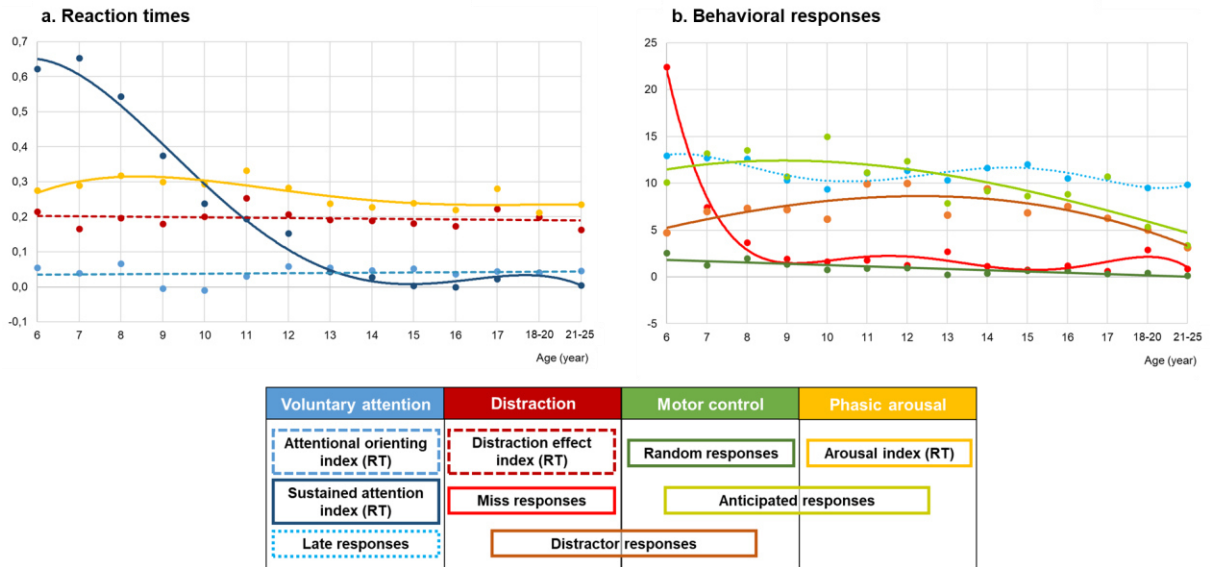 a. Reaction times
0,8
0,7
0,6
0,5
0,4
0,3
0,2
0,1
0,0
-0,1
6 7 8 9 10 11 12 13 14 15 16 17 18-20 21-25
Age (year)
b. Behavioral responses
25
20
15
10
5
0
-5
6 7 8 9 10 11 12 13 14 15 16 17 18-20 21-25
Age (year)
Voluntary attention Distraction Motor control Phasic arousal
Attentional orenting
index (RT)
Distraction effect
index (RT)
Random responses
Arousal index (RT)
Sustained attention
index (RT)
Miss responses
Anticipated responses
Late responses
Distractor responses